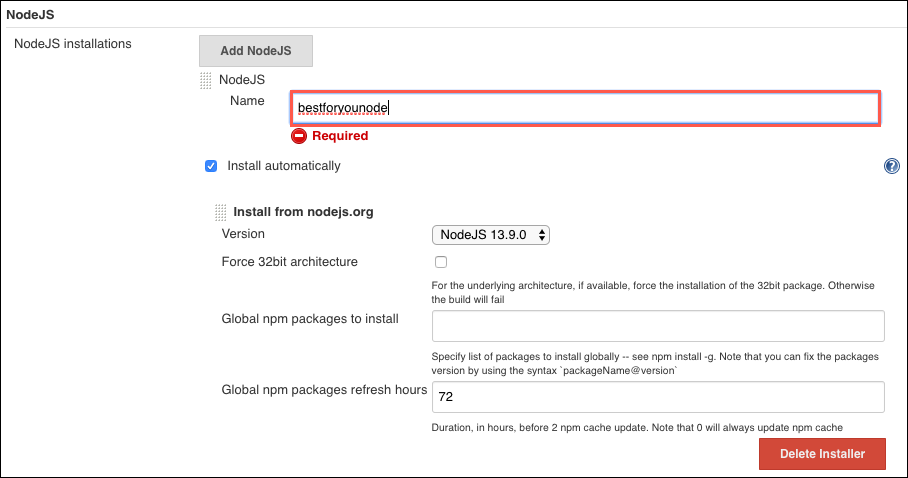 NodeJS
NodeJS installations
Add NodeJS
NodeJS
Name
bestforyounode
Required
Install automatically
?
Install from nodejs.org
Version
NodeJS 13.9.0
Force 32bit architecture
For the underlying architecture, if available, force the installation of the 32bit package. Otherwise
the build will fail
Global npm packages to install
Specify list of packages to install globally -- see npm install -g. Note that you can fix the packages
version by using the syntax `packageName@version`
Global npm packages refresh hours
72
Duration, in hours, before 2 npm cache update. Note that 0 will always update npm cache
Delete Installer